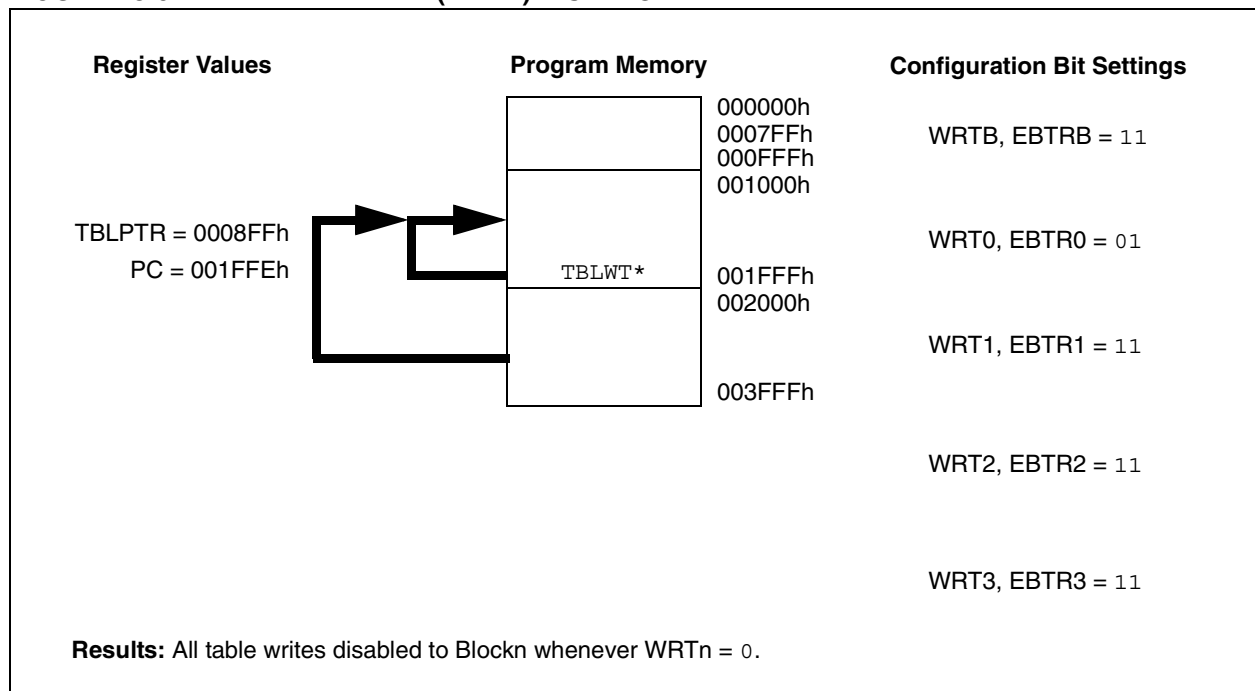 Register Values Program Memory Configuration Bit Settings
000000h
0007FFh
WRTB, EBTRB = 11
000FFFh
001000h
TBLPTR = 0008FFh
WRT0, EBTR0 = 01
PC = 001FFEh
TBLWT*
001FFFh
002000h
WRT1, EBTR1 = 11
003FFFh
WRT2, EBTR2 = 11
WRT3, EBTR3 = 11
Results: All table writes disabled to Blockn whenever WRTn = 0.